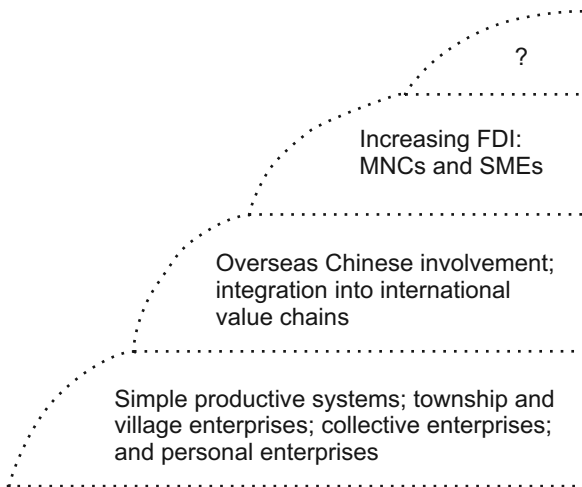 ?
Increasing FDI:
MNCs and SMEs
Overseas Chinese involvement;
integration into international
value chains
Simple productive systems; township and
village enterprises; collective enterprises;
and personal enterprises